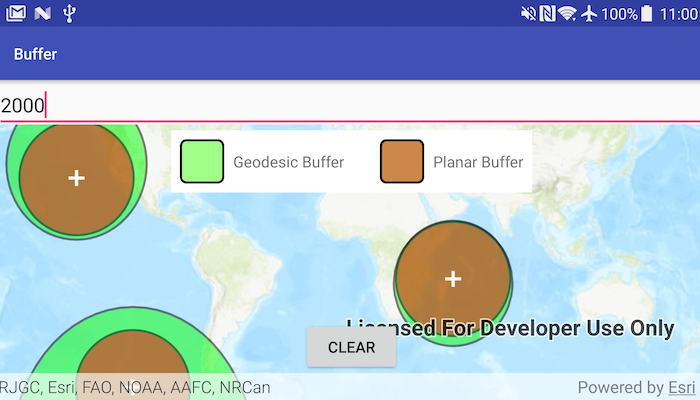 100% 11:00
Buffer
2000
Geodesic Buffer Planar Buffer
Licensed For Developer Use Only
CLEAR
RJGC, Esri, FAO, NOAA, AAFC, NRCan Powered by Esri